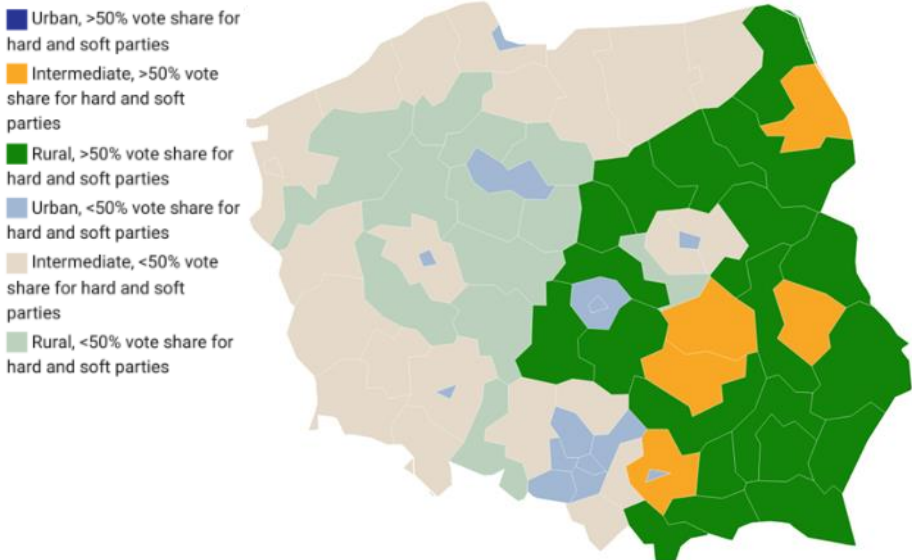 Urban, >50% vote share for
hard and soft parties
Intermediate, >50% vote
share for hard and soft
parties
Rural, >50% vote share for
hard and soft parties
Urban, <50% vote share for
hard and soft parties
Intermediate, <50% vote
share for hard and soft
parties
Rural, <50% vote share for
hard and soft parties